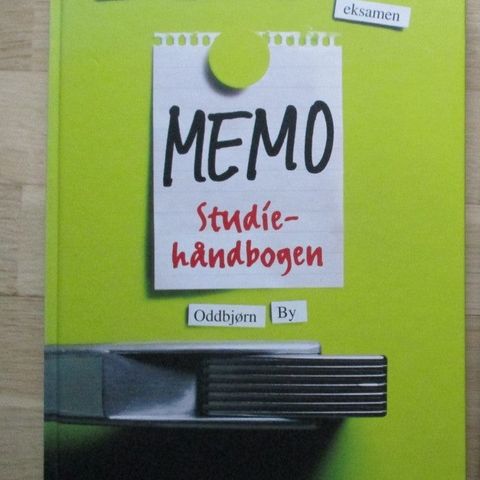 eksamen
MEMO
Studie-
håndbogen
Oddbjørn By